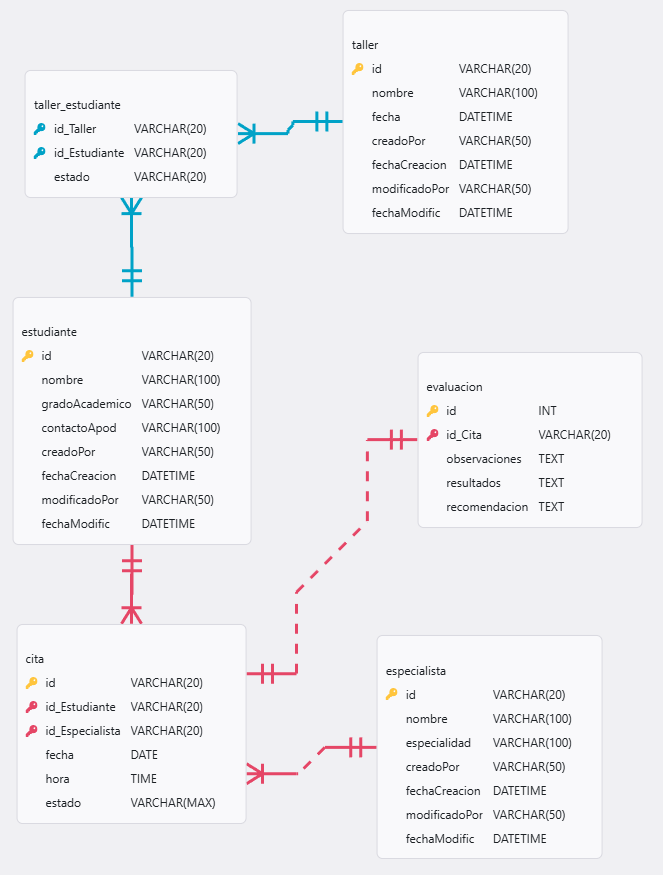 taller
id VARCHAR(20)
nombre VARCHAR(100)
fecha DATETIME
creadoPor VARCHAR(50)
fechaCreacion DATETIME
modificadoPor VARCHAR(50)
fechaModific DATETIME
taller_estudiante
id_Taller VARCHAR(20)
id_Estudiante VARCHAR(20)
estado VARCHAR(20)
estudiante
id VARCHAR(20)
nombre VARCHAR(100)
gradoAcademico VARCHAR(50)
contactoApod VARCHAR(100)
creadoPor VARCHAR(50)
fechaCreacion DATETIME
modificadoPor VARCHAR(50)
fechaModific DATETIME
evaluacion
id INT
id_Cita VARCHAR(20)
observaciones TEXT
resultados TEXT
recomendacion TEXT
cita
id VARCHAR(20)
id_Estudiante VARCHAR(20)
id_Especialista VARCHAR(20)
fecha DATE
hora TIME
estado VARCHAR(MAX)
especialista
id VARCHAR(20)
nombre VARCHAR(100)
especialidad VARCHAR(100)
creadoPor VARCHAR(50)
fechaCreacion DATETIME
modificadoPor VARCHAR(50)
fechaModific DATETIME